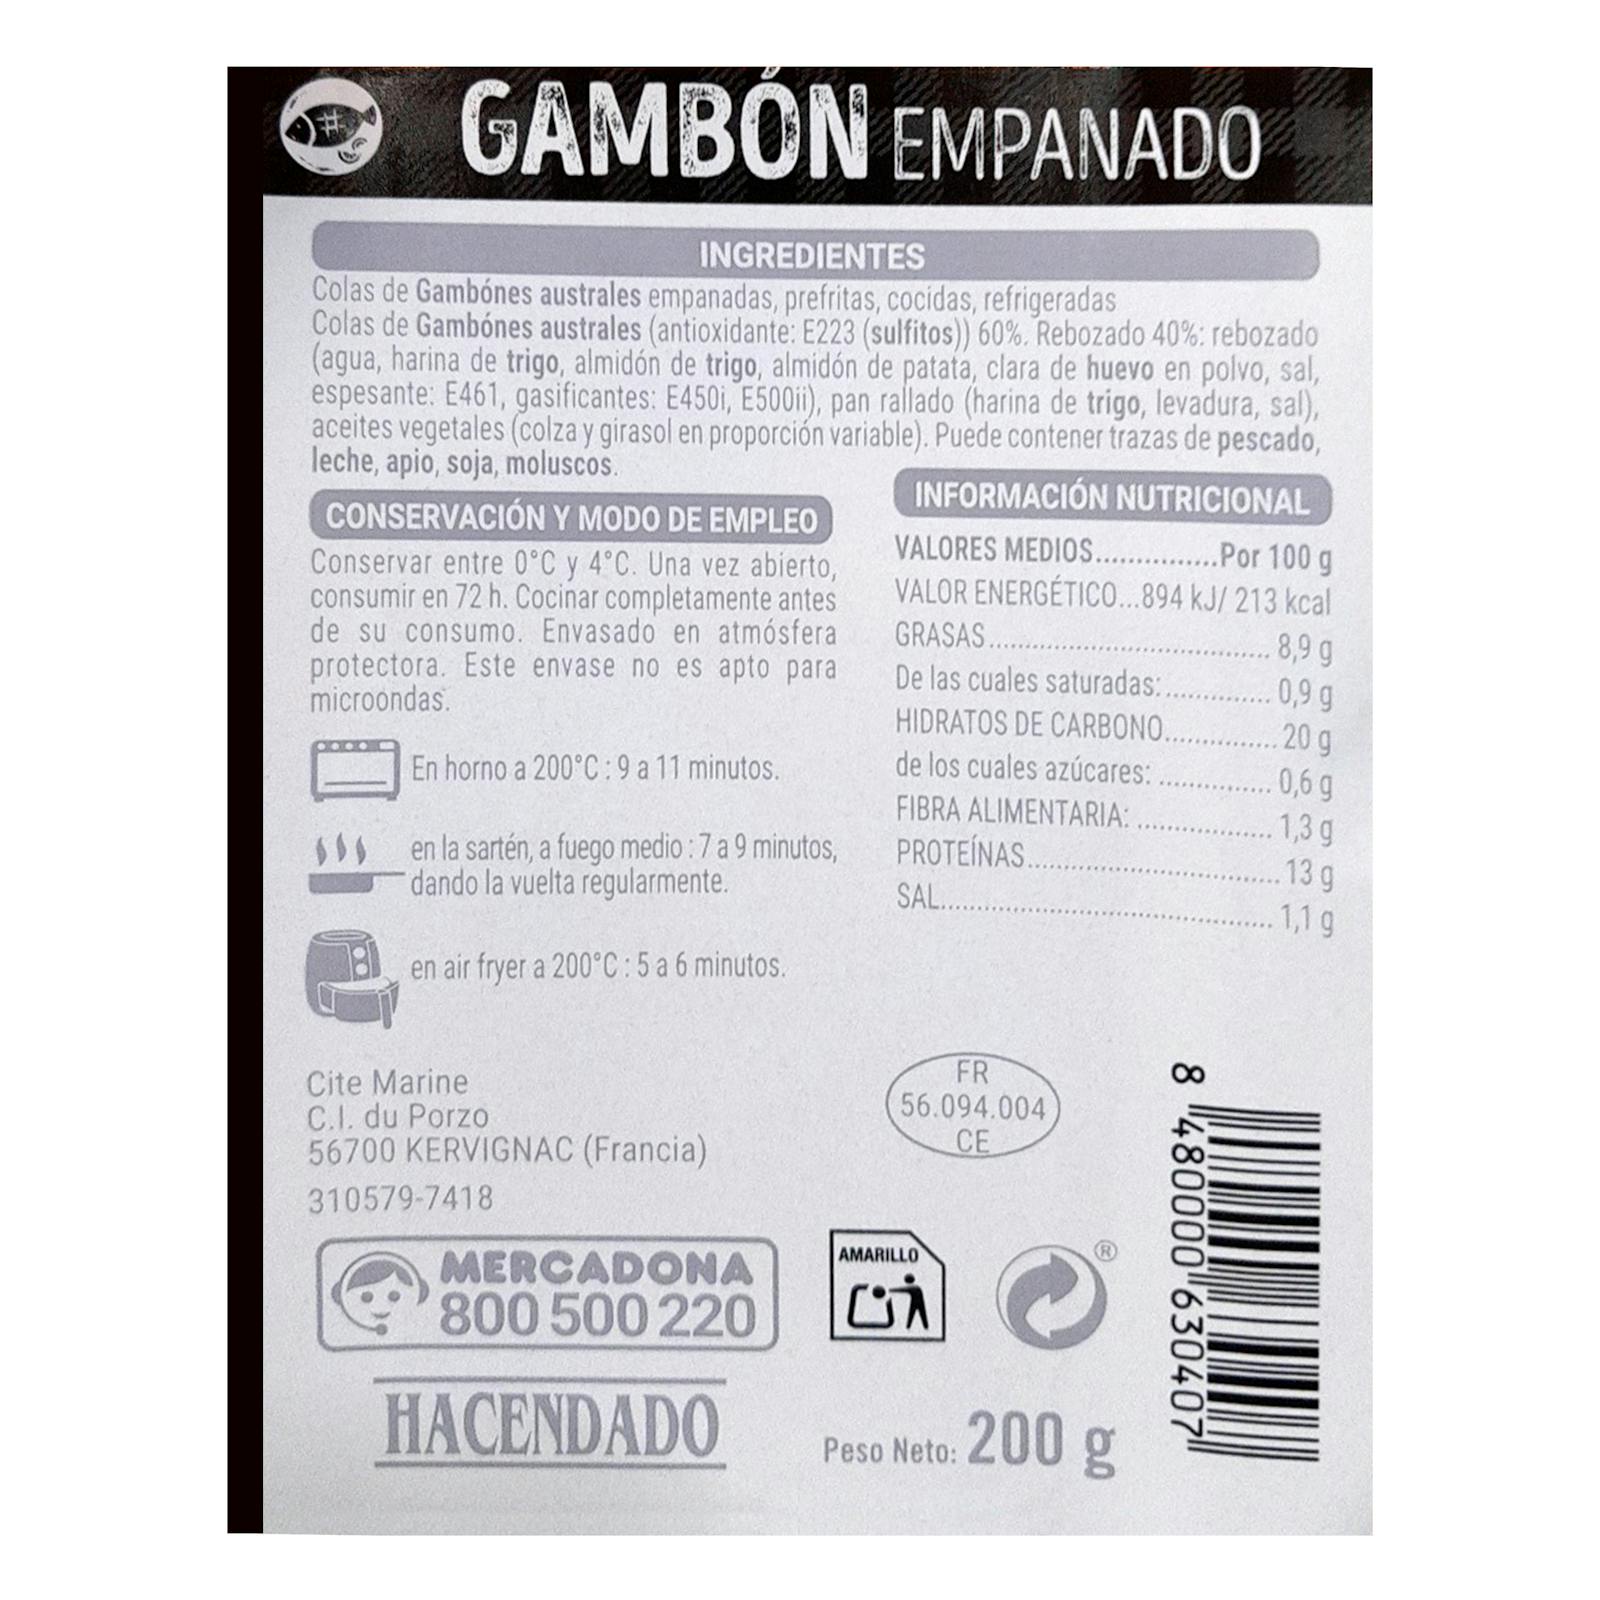 GAMBÓN EMPANADO
INGREDIENTES
Colas de Gambónes australes empanadas, prefritas, cocidas, refrigeradas
Colas de Gambónes australes (antioxidante: E223 (sulfitos)) 60%. Rebozado 40%: rebozado
(agua, harina de trigo, almidón de trigo, almidón de patata, clara de huevo en polvo, sal,
espesante: E461, gasificantes: E450i, E500ii), pan rallado (harina de trigo, levadura, sal),
aceites vegetales (colza y girasol en proporción variable). Puede contener trazas de pescado,
leche, apio, soja, moluscos.
CONSERVACIÓN Y MODO DE EMPLEO
Conservar entre 0°C y 4°C. Una vez abierto,
consumir en 72 h. Cocinar completamente antes
de su consumo. Envasado en atmósfera
protectora. Este envase no es apto para
microondas.
En horno a 200°C : 9 a 11 minutos.
en la sartén, a fuego medio : 7 a 9 minutos,
dando la vuelta regularmente.
en air fryer a 200°C : 5 a 6 minutos.
INFORMACIÓN NUTRICIONAL
VALORES MEDIOS...............Por 100 g
VALOR ENERGÉTICO...894 kJ/ 213 kcal
GRASAS........................................ 8,9 g
De las cuales saturadas:.............. 0,9 g
HIDRATOS DE CARBONO............... 20 g
de los cuales azúcares: ............... 0,6 g
FIBRA ALIMENTARIA: .................. 1,3 g
PROTEÍNAS................................... 13 g
SAL.............................................. 1,1 g
Cite Marine
C.I. du Porzo
56700 KERVIGNAC (Francia)
310579-7418
FR
56.094.004
CE
MERCADONA
800 500 220
AMARILLO
®
HACENDADO
Peso Neto: 200 g
8 480000 630407